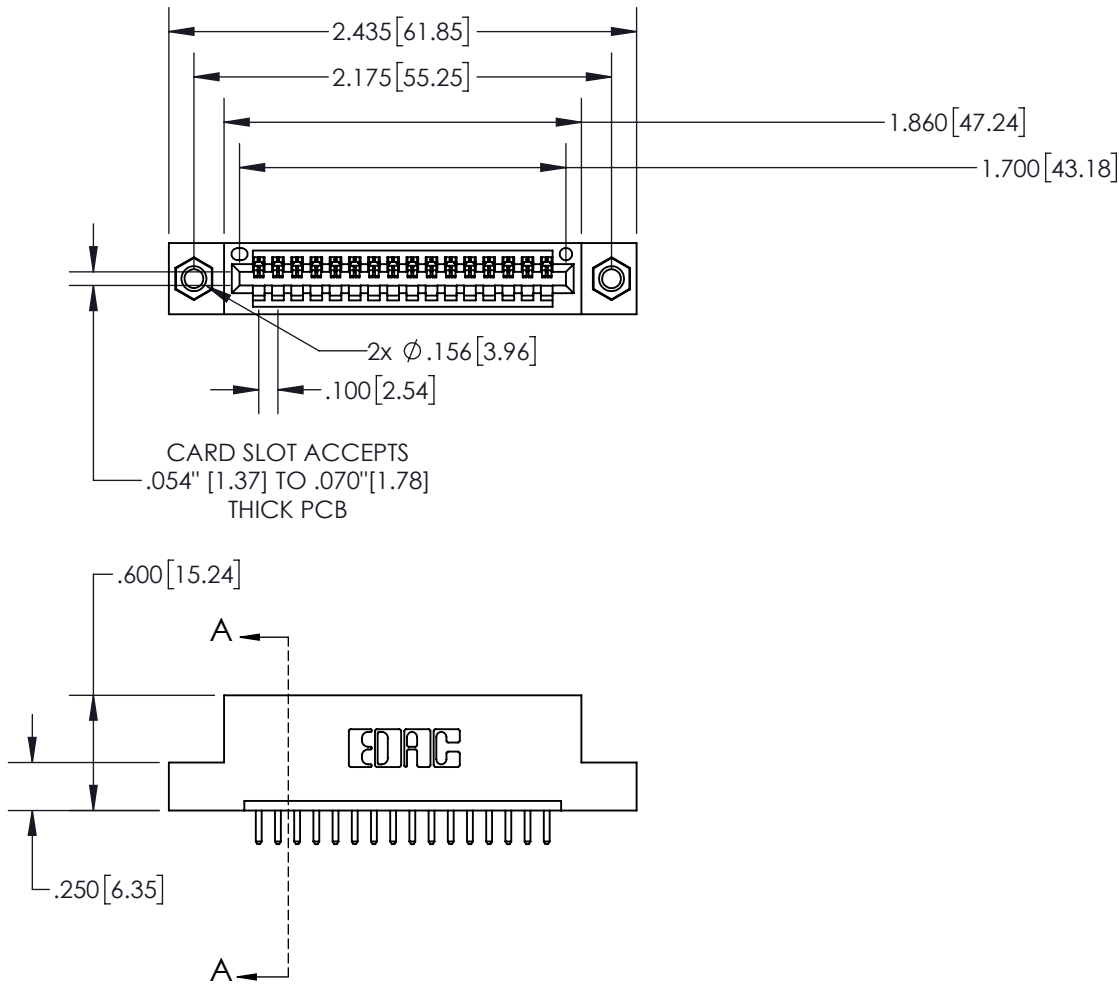 2.435[61.85]
2.175[55.25]
1.860[47.24]
1.700[43.18]
2x Ø.156[3.96]
.100[2.54]
CARD SLOT ACCEPTS
.054" [1.37] TO .070"[1.78]
THICK PCB
.600[15.24]
A
EDAC
.250[6.35]
A